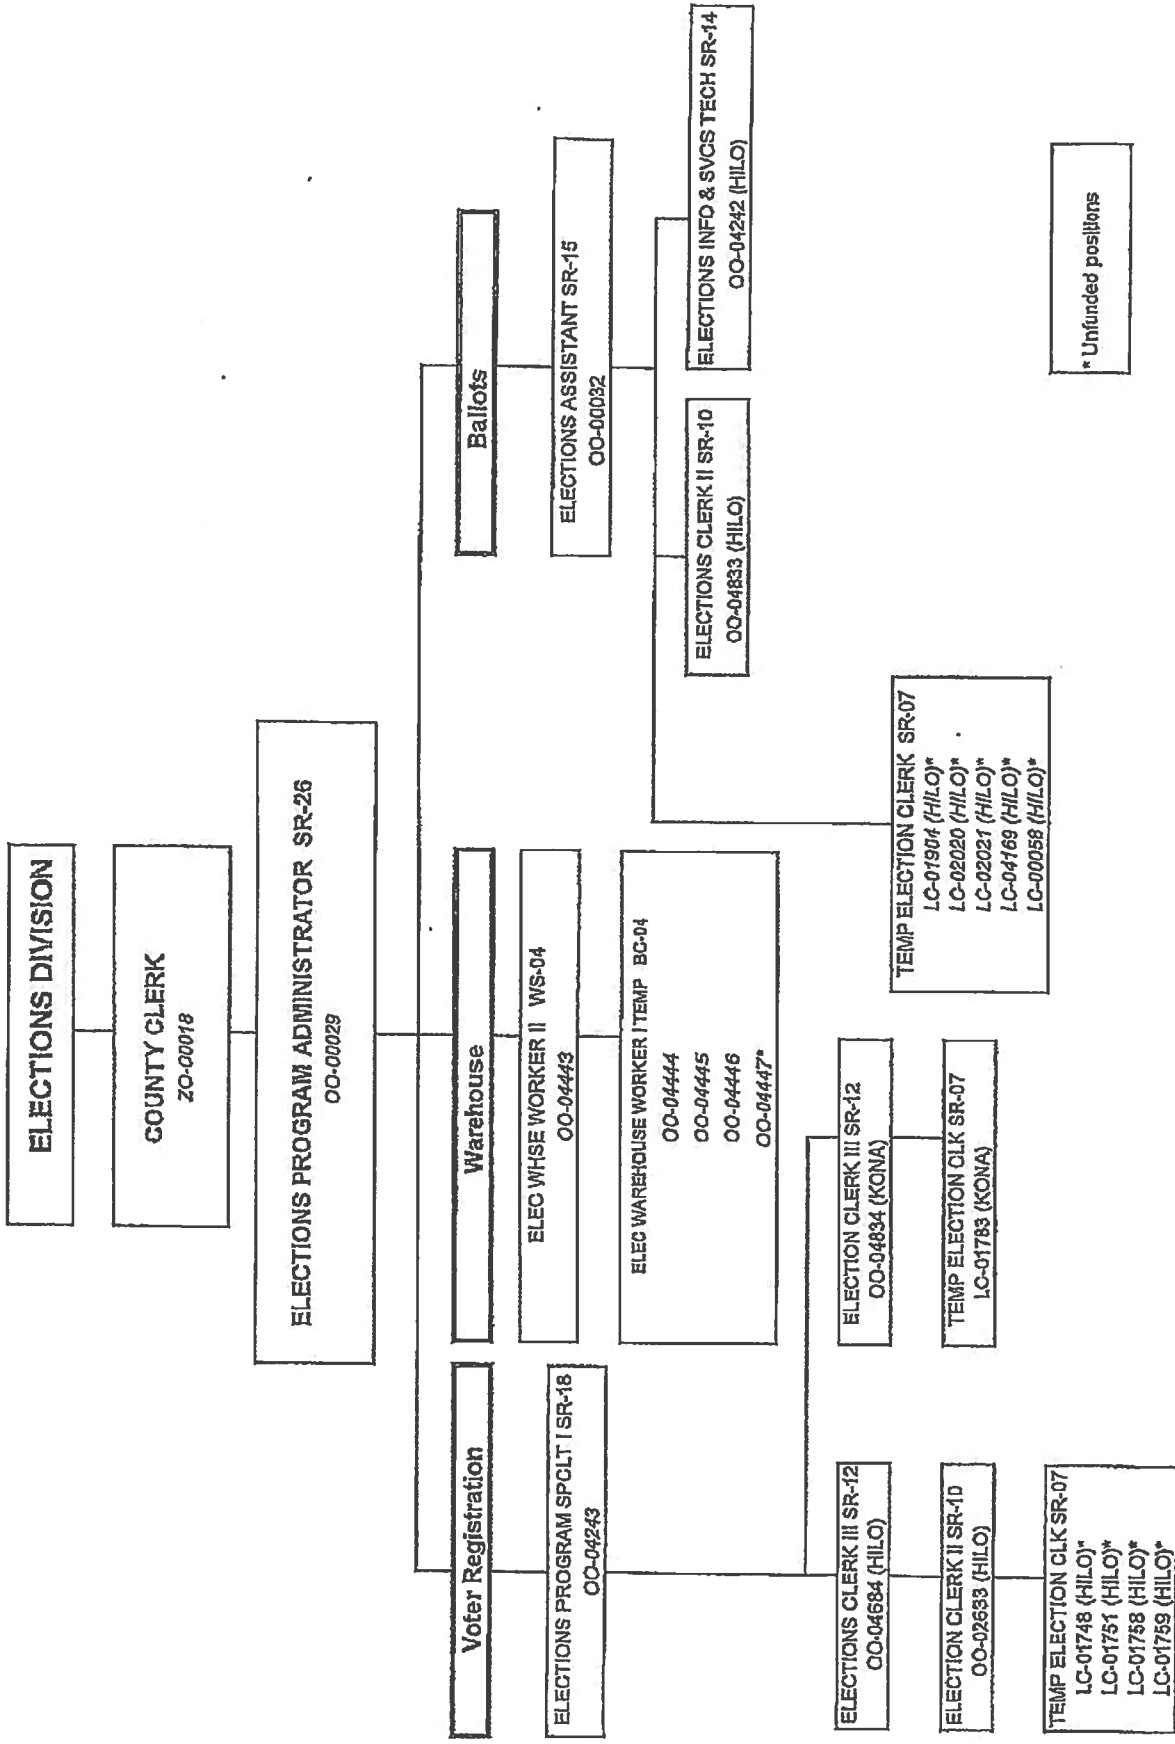 ELECTIONS DIVISION
COUNTY CLERK
ZO-00018
ELECTIONS PROGRAM ADMINISTRATOR SR-26
OO-00029
Voter Registration
ELECTIONS PROGRAM SPCLT I SR-18
OO-04243
ELECTIONS CLERK III SR-12
OO-04684 (HILO)
ELECTION CLERK II SR-10
OO-02633 (HILO)
TEMP ELECTION CLK SR-07
LC-01748 (HILO)*
LC-01751 (HILO)*
LC-01758 (HILO)*
LC-01759 (HILO)*
ELECTION CLERK III SR-12
OO-04834 (KONA)
TEMP ELECTION CLK SR-07
LC-01783 (KONA)
Warehouse
ELEC WHSE WORKER II WS-04
OO-04443
ELEC WAREHOUSE WORKER I TEMP BC-04
OO-04444
OO-04445
OO-04446
OO-04447*
Ballots
ELECTIONS ASSISTANT SR-15
OO-00032
TEMP ELECTION CLERK SR-07
LC-01904 (HILO)*
LC-02020 (HILO)*
LC-02021 (HILO)*
LC-04169 (HILO)*
LC-00058 (HILO)*
ELECTIONS CLERK II SR-10
OO-04833 (HILO)
ELECTIONS INFO & SVCS TECH SR-14
OO-04242 (HILO)
* Unfunded positions